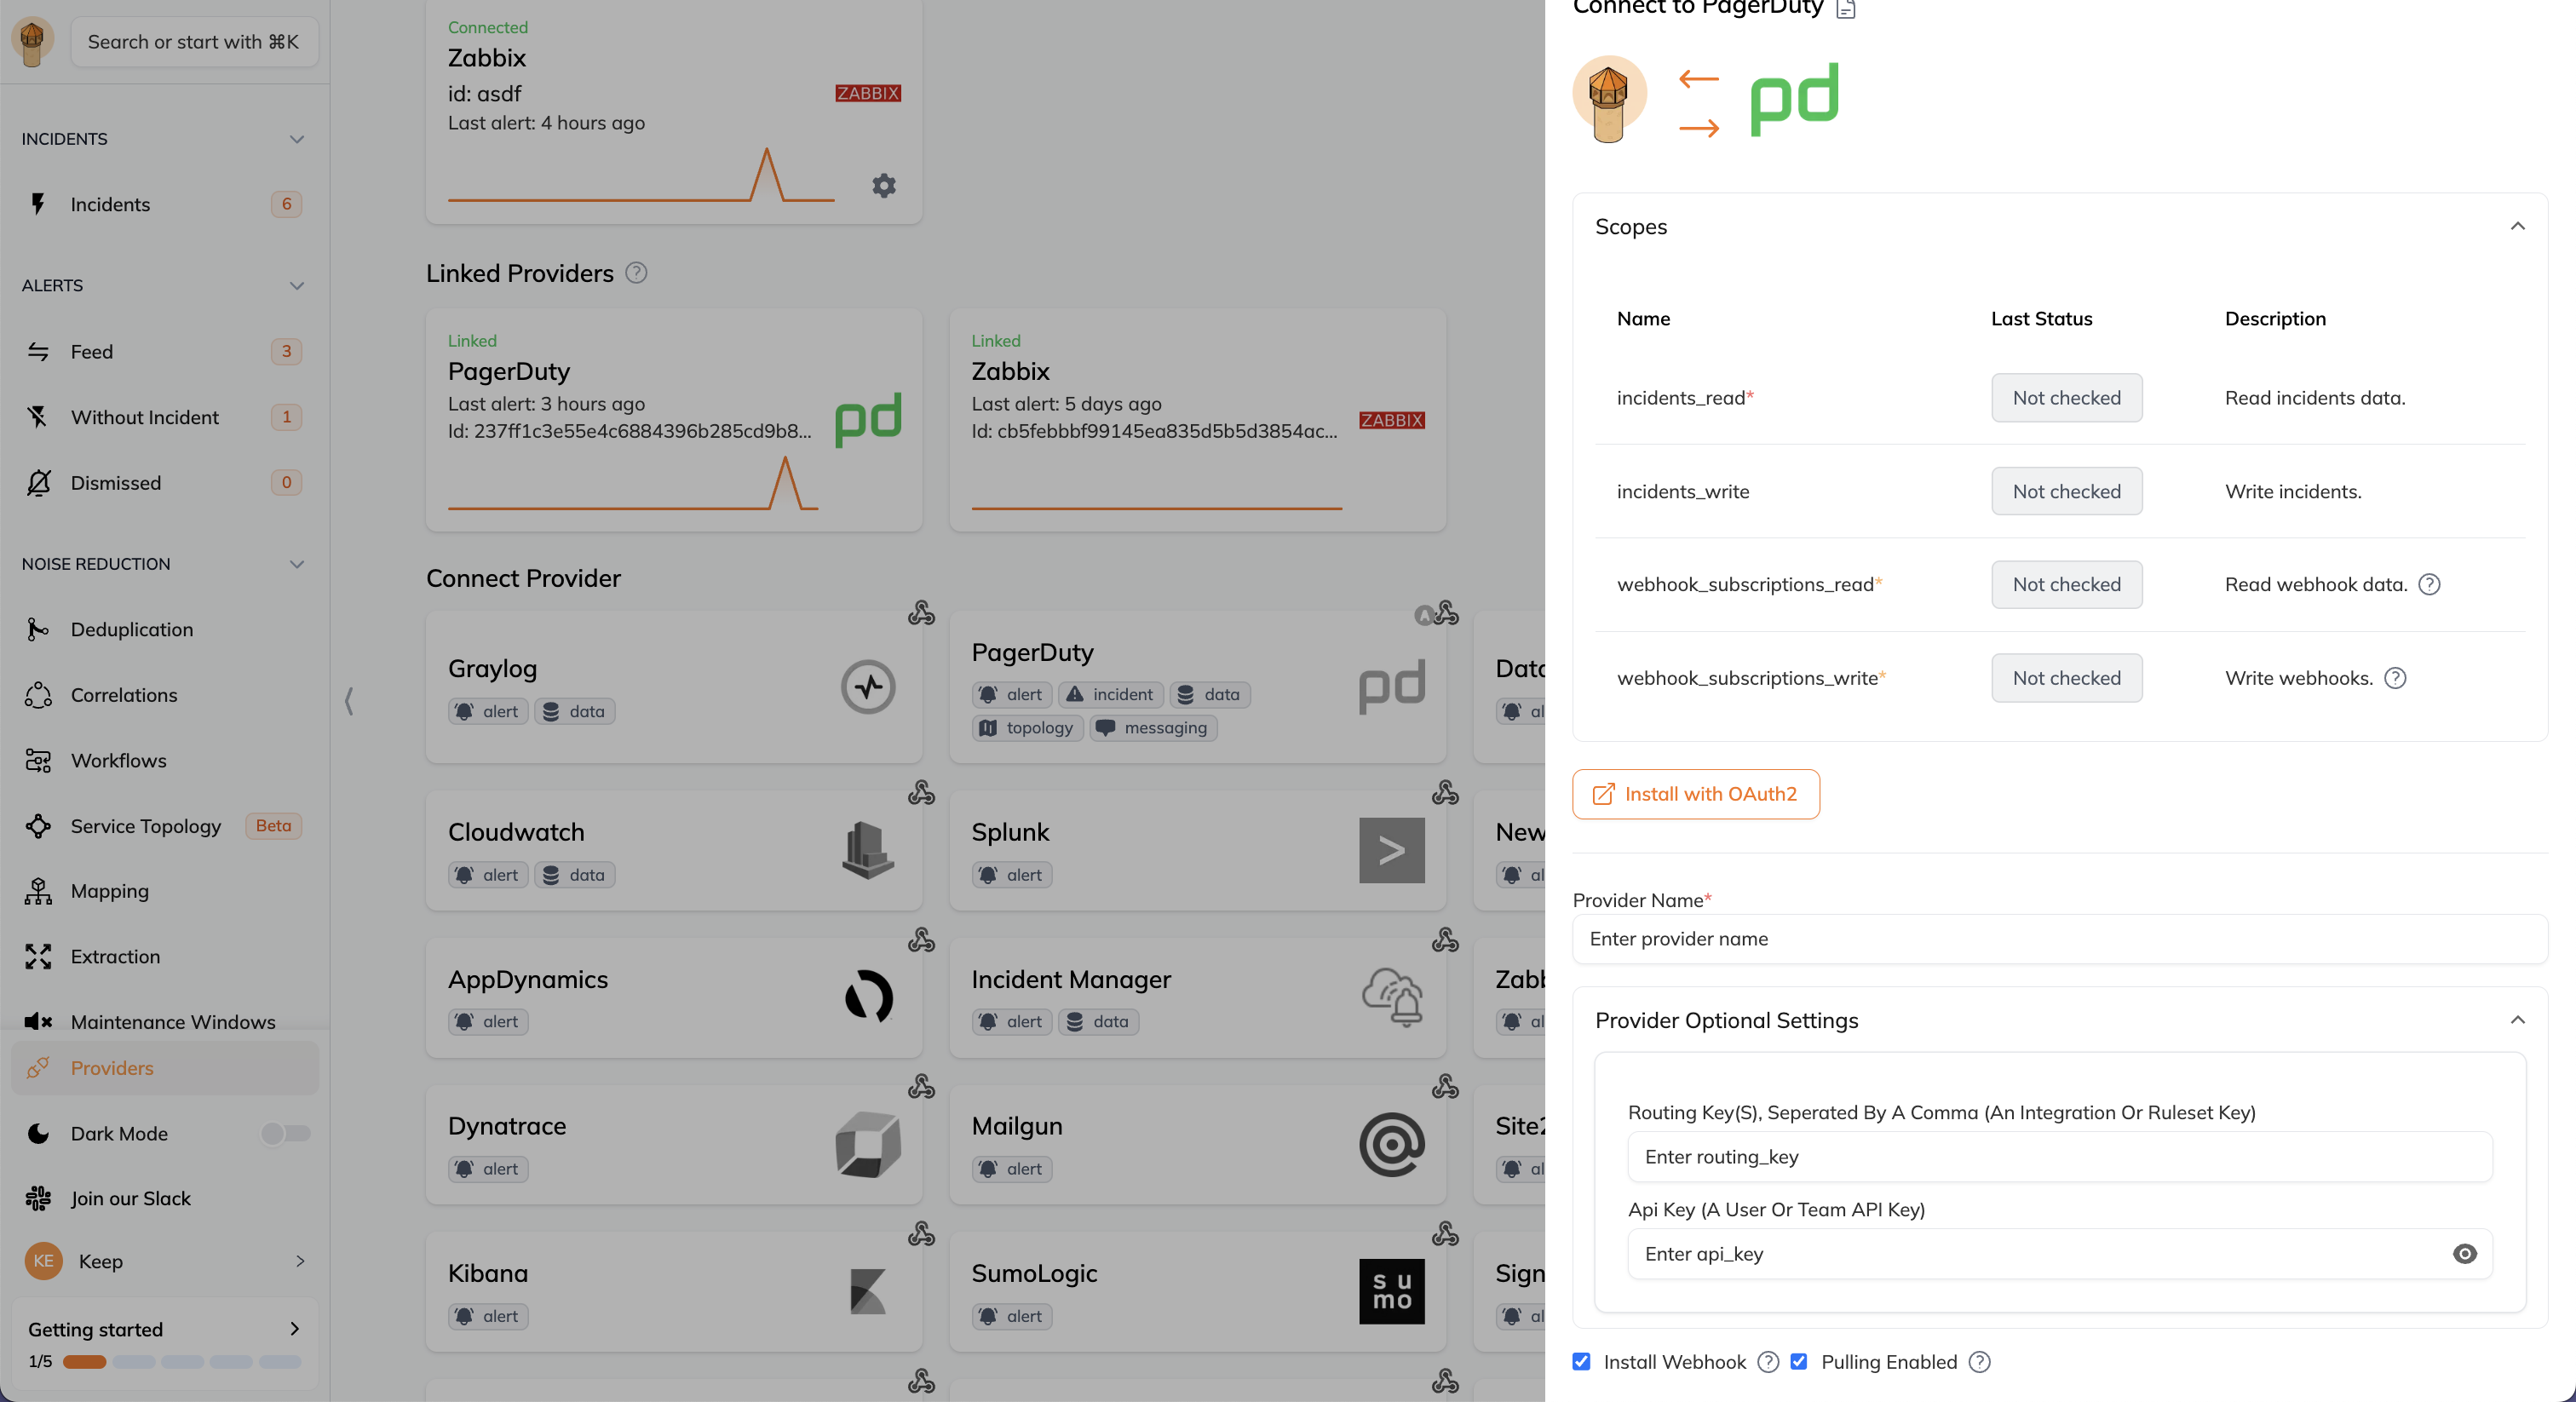 Search or start with ⌘K
INCIDENTS
Incidents
6
ALERTS
Feed
3
Without Incident
1
Dismissed
0
NOISE REDUCTION
Deduplication
Correlations
Workflows
Service Topology
Beta
Mapping
Extraction
Maintenance Windows
Providers
Dark Mode
Join our Slack
KE
Keep
Getting started
1/5
Connected
Zabbix
id: asdf
Last alert: 4 hours ago
ZABBIX
Linked Providers
Linked
PagerDuty
Last alert: 3 hours ago
Id: 237ff1c3e55e4c6884396b285cd9b8...
pd
Linked
Zabbix
Last alert: 5 days ago
Id: cb5febbbf99145ea835d5b5d3854ac...
ZABBIX
Connect Provider
Graylog
alert
data
A
PagerDuty
alert
incident
data
topology
messaging
pd
Data
al
Cloudwatch
alert
data
Splunk
alert
New
al
AppDynamics
alert
Incident Manager
alert
data
Zabb
al
Dynatrace
alert
Mailgun
alert
Site2
al
Kibana
alert
SumoLogic
alert
su
mo
Sign
al
Connect to PagerDuty
pd
Scopes
Name
Last Status
Description
incidents_read*
Not checked
Read incidents data.
incidents_write
Not checked
Write incidents.
webhook_subscriptions_read*
Not checked
Read webhook data.
webhook_subscriptions_write*
Not checked
Write webhooks.
Install with OAuth2
Provider Name*
Enter provider name
Provider Optional Settings
Routing Key(S), Seperated By A Comma (An Integration Or Ruleset Key)
Enter routing_key
Api Key (A User Or Team API Key)
Enter api_key
Install Webhook
Pulling Enabled